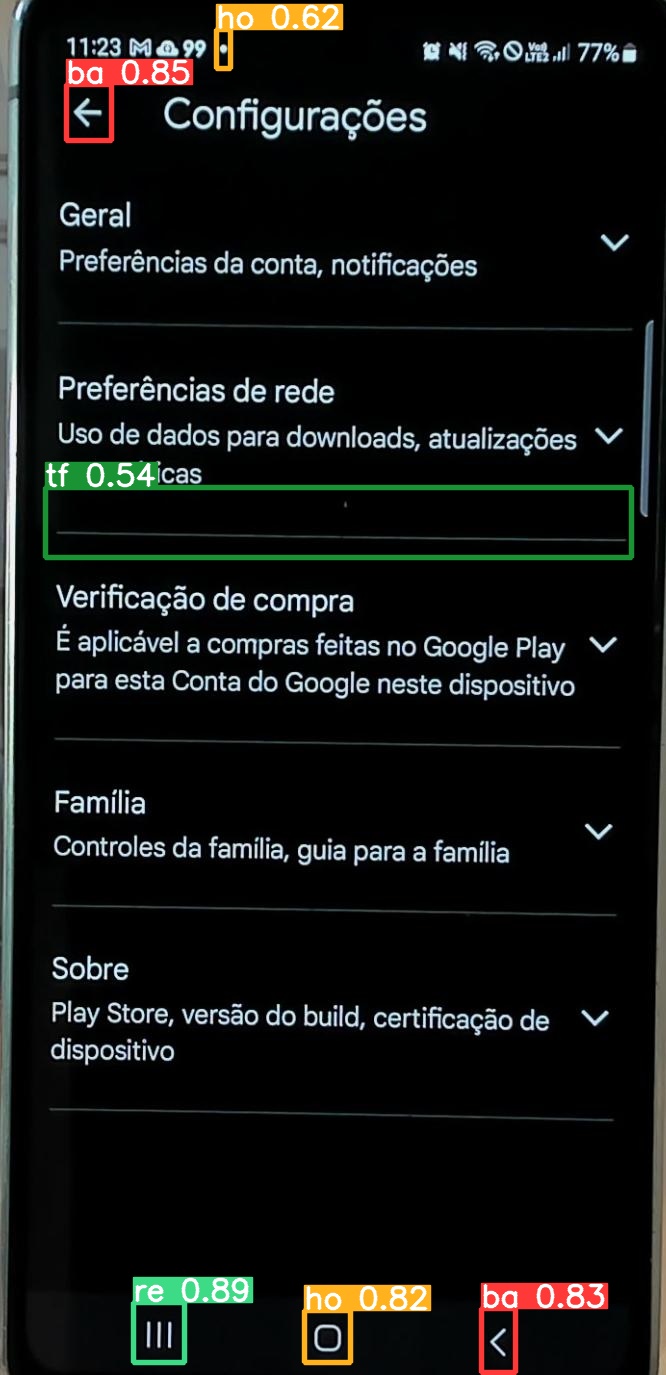 ho 0.62
11:23 99 • VoO LTE2 77%
ba 0.85
Configurações
Geral
Preferências da conta, notificações
Preferências de rede
Uso de dados para downloads, atualizações
tf 0.54 icas
Verificação de compra
É aplicável a compras feitas no Google Play
para esta Conta do Google neste dispositivo
Família
Controles da família, guia para a família
Sobre
Play Store, versão do build, certificação de
dispositivo
re 0.89
ho 0.82
ba 0.83